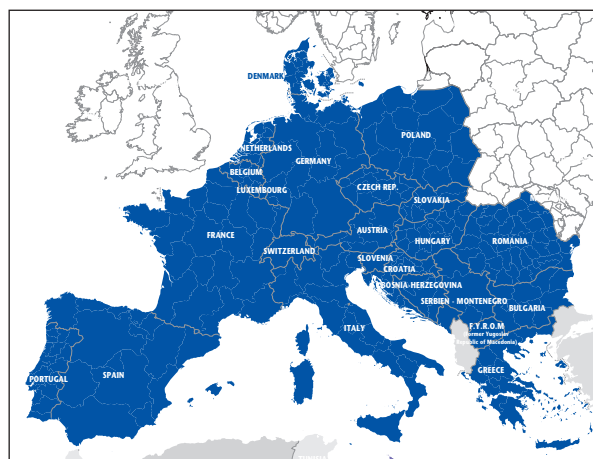 DENMARK
POLAND
NETHERLANDS
GERMANY
BELGIUM
LUXEMBOURG
CZECH REP.
SLOVAKIA
FRANCE
AUSTRIA
SWITZERLAND
HUNGARY
ROMANIA
SLOVENIA
CROATIA
BOSNIA-HERZEGOVINA
SERBIEN - MONTENEGRO
BULGARIA
ITALY
F.Y.R.O.M
(Former Yugoslav
Republic of Macedonia)
GREECE
PORTUGAL
SPAIN